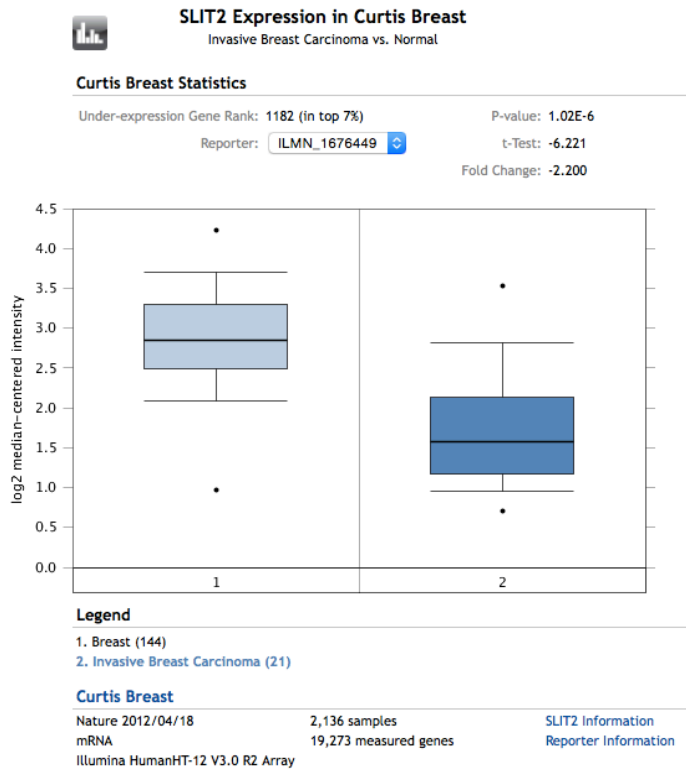 SLIT2 Expression in Curtis Breast
Invasive Breast Carcinoma vs. Normal
Curtis Breast Statistics
Under-expression Gene Rank: 1182 (in top 7%) P-value: 1.02E-6
Reporter: ILMN_1676449 t-Test: -6.221
Fold Change: -2.200
log2 median-centered intensity
4.5
4.0
3.5
3.0
2.5
2.0
1.5
1.0
0.5
0.0
1 2
Legend
1. Breast (144)
2. Invasive Breast Carcinoma (21)
Curtis Breast
Nature 2012/04/18 2,136 samples SLIT2 Information
mRNA 19,273 measured genes Reporter Information
Illumina HumanHT-12 V3.0 R2 Array